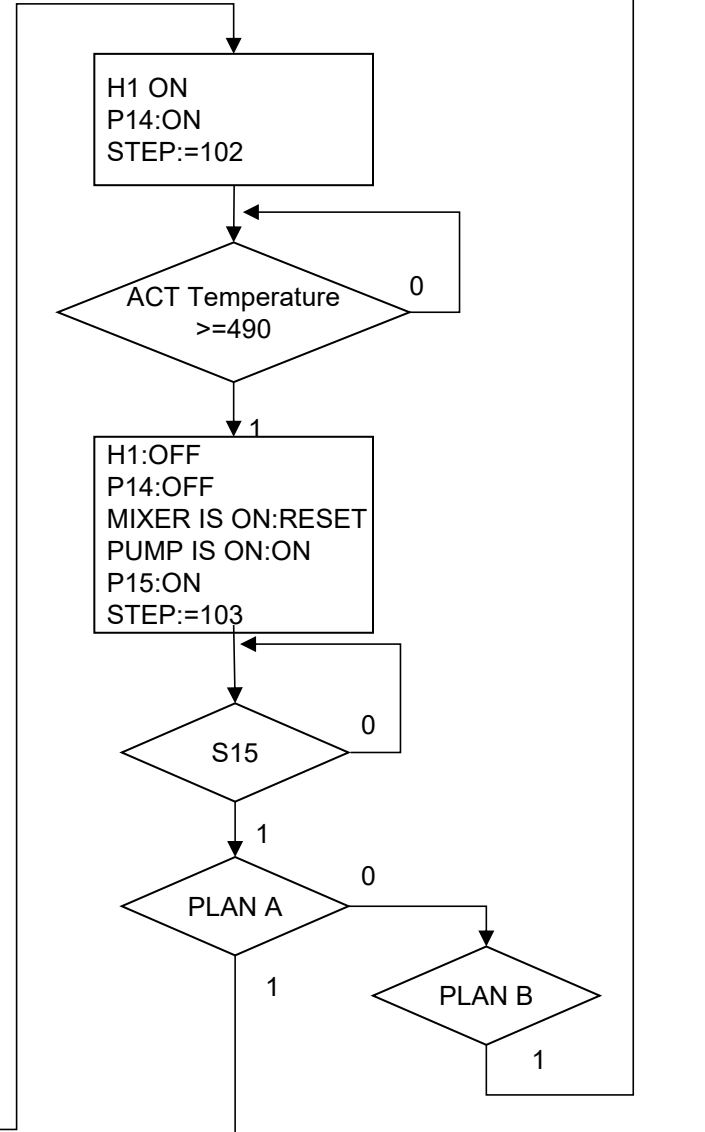 H1 ON
P14:ON
STEP:=102
0
ACT Temperature
>=490
1
H1:OFF
P14:OFF
MIXER IS ON:RESET
PUMP IS ON:ON
P15:ON
STEP:=103
0
S15
1
0
PLAN A
1
PLAN B
1